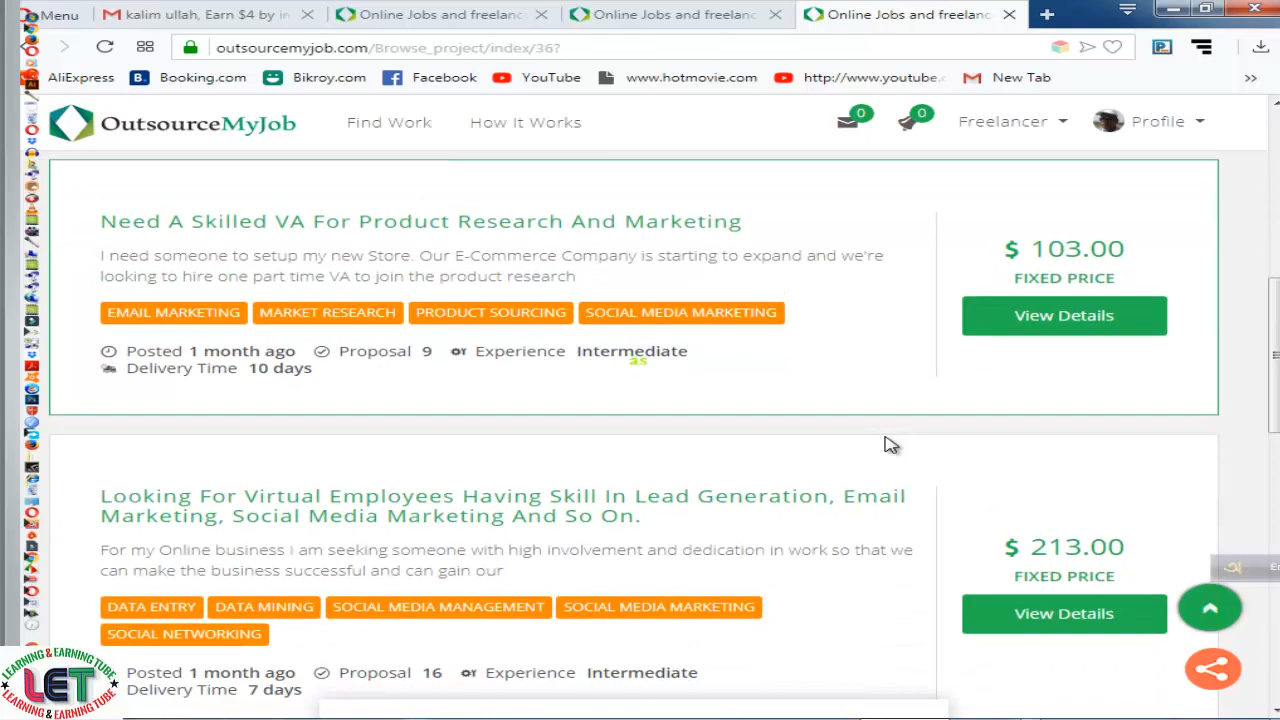 Menu
kalim ullah, Earn $4 by in
Online Jobs and freelanc
Online Jobs and freelanc
Online Jobs and freelanc
outsourcemyjob.com/Browse_project/index/36?
AliExpress
B. Booking.com
Bikroy.com
Facebook
YouTube
www.hotmovie.com
http://www.youtube.
New Tab
OutsourceMyJob
Find Work
How It Works
0
0
Freelancer
Profile
Need A Skilled VA For Product Research And Marketing
I need someone to setup my new Store. Our E-Commerce Company is starting to expand and we're
looking to hire one part time VA to join the product research
EMAIL MARKETING MARKET RESEARCH PRODUCT SOURCING SOCIAL MEDIA MARKETING
Posted 1 month ago Proposal 9 Experience Intermediate
as
Delivery Time 10 days
$ 103.00
FIXED PRICE
View Details
Looking For Virtual Employees Having Skill In Lead Generation, Email
Marketing, Social Media Marketing And So On.
For my Online business I am seeking someone with high involvement and dedication in work so that we
can make the business successful and can gain our
DATA ENTRY DATA MINING SOCIAL MEDIA MANAGEMENT SOCIAL MEDIA MARKETING
SOCIAL NETWORKING
Posted 1 month ago Proposal 16 Experience Intermediate
Delivery Time 7 days
$ 213.00
FIXED PRICE
View Details
অ En
LEARNING & EARNING TUBE
LET
LEARNING & EARNING TUBE